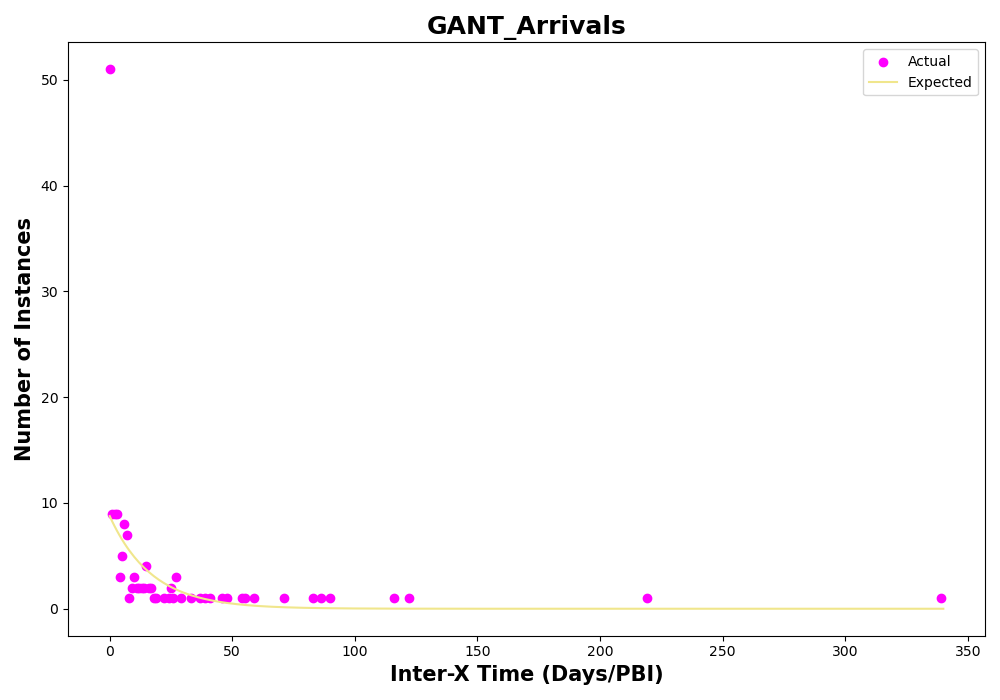 GANT_Arrivals
Actual
Expected
Number of Instances
50
40
30
20
10
0
0 50 100 150 200 250 300 350
Inter-X Time (Days/PBI)